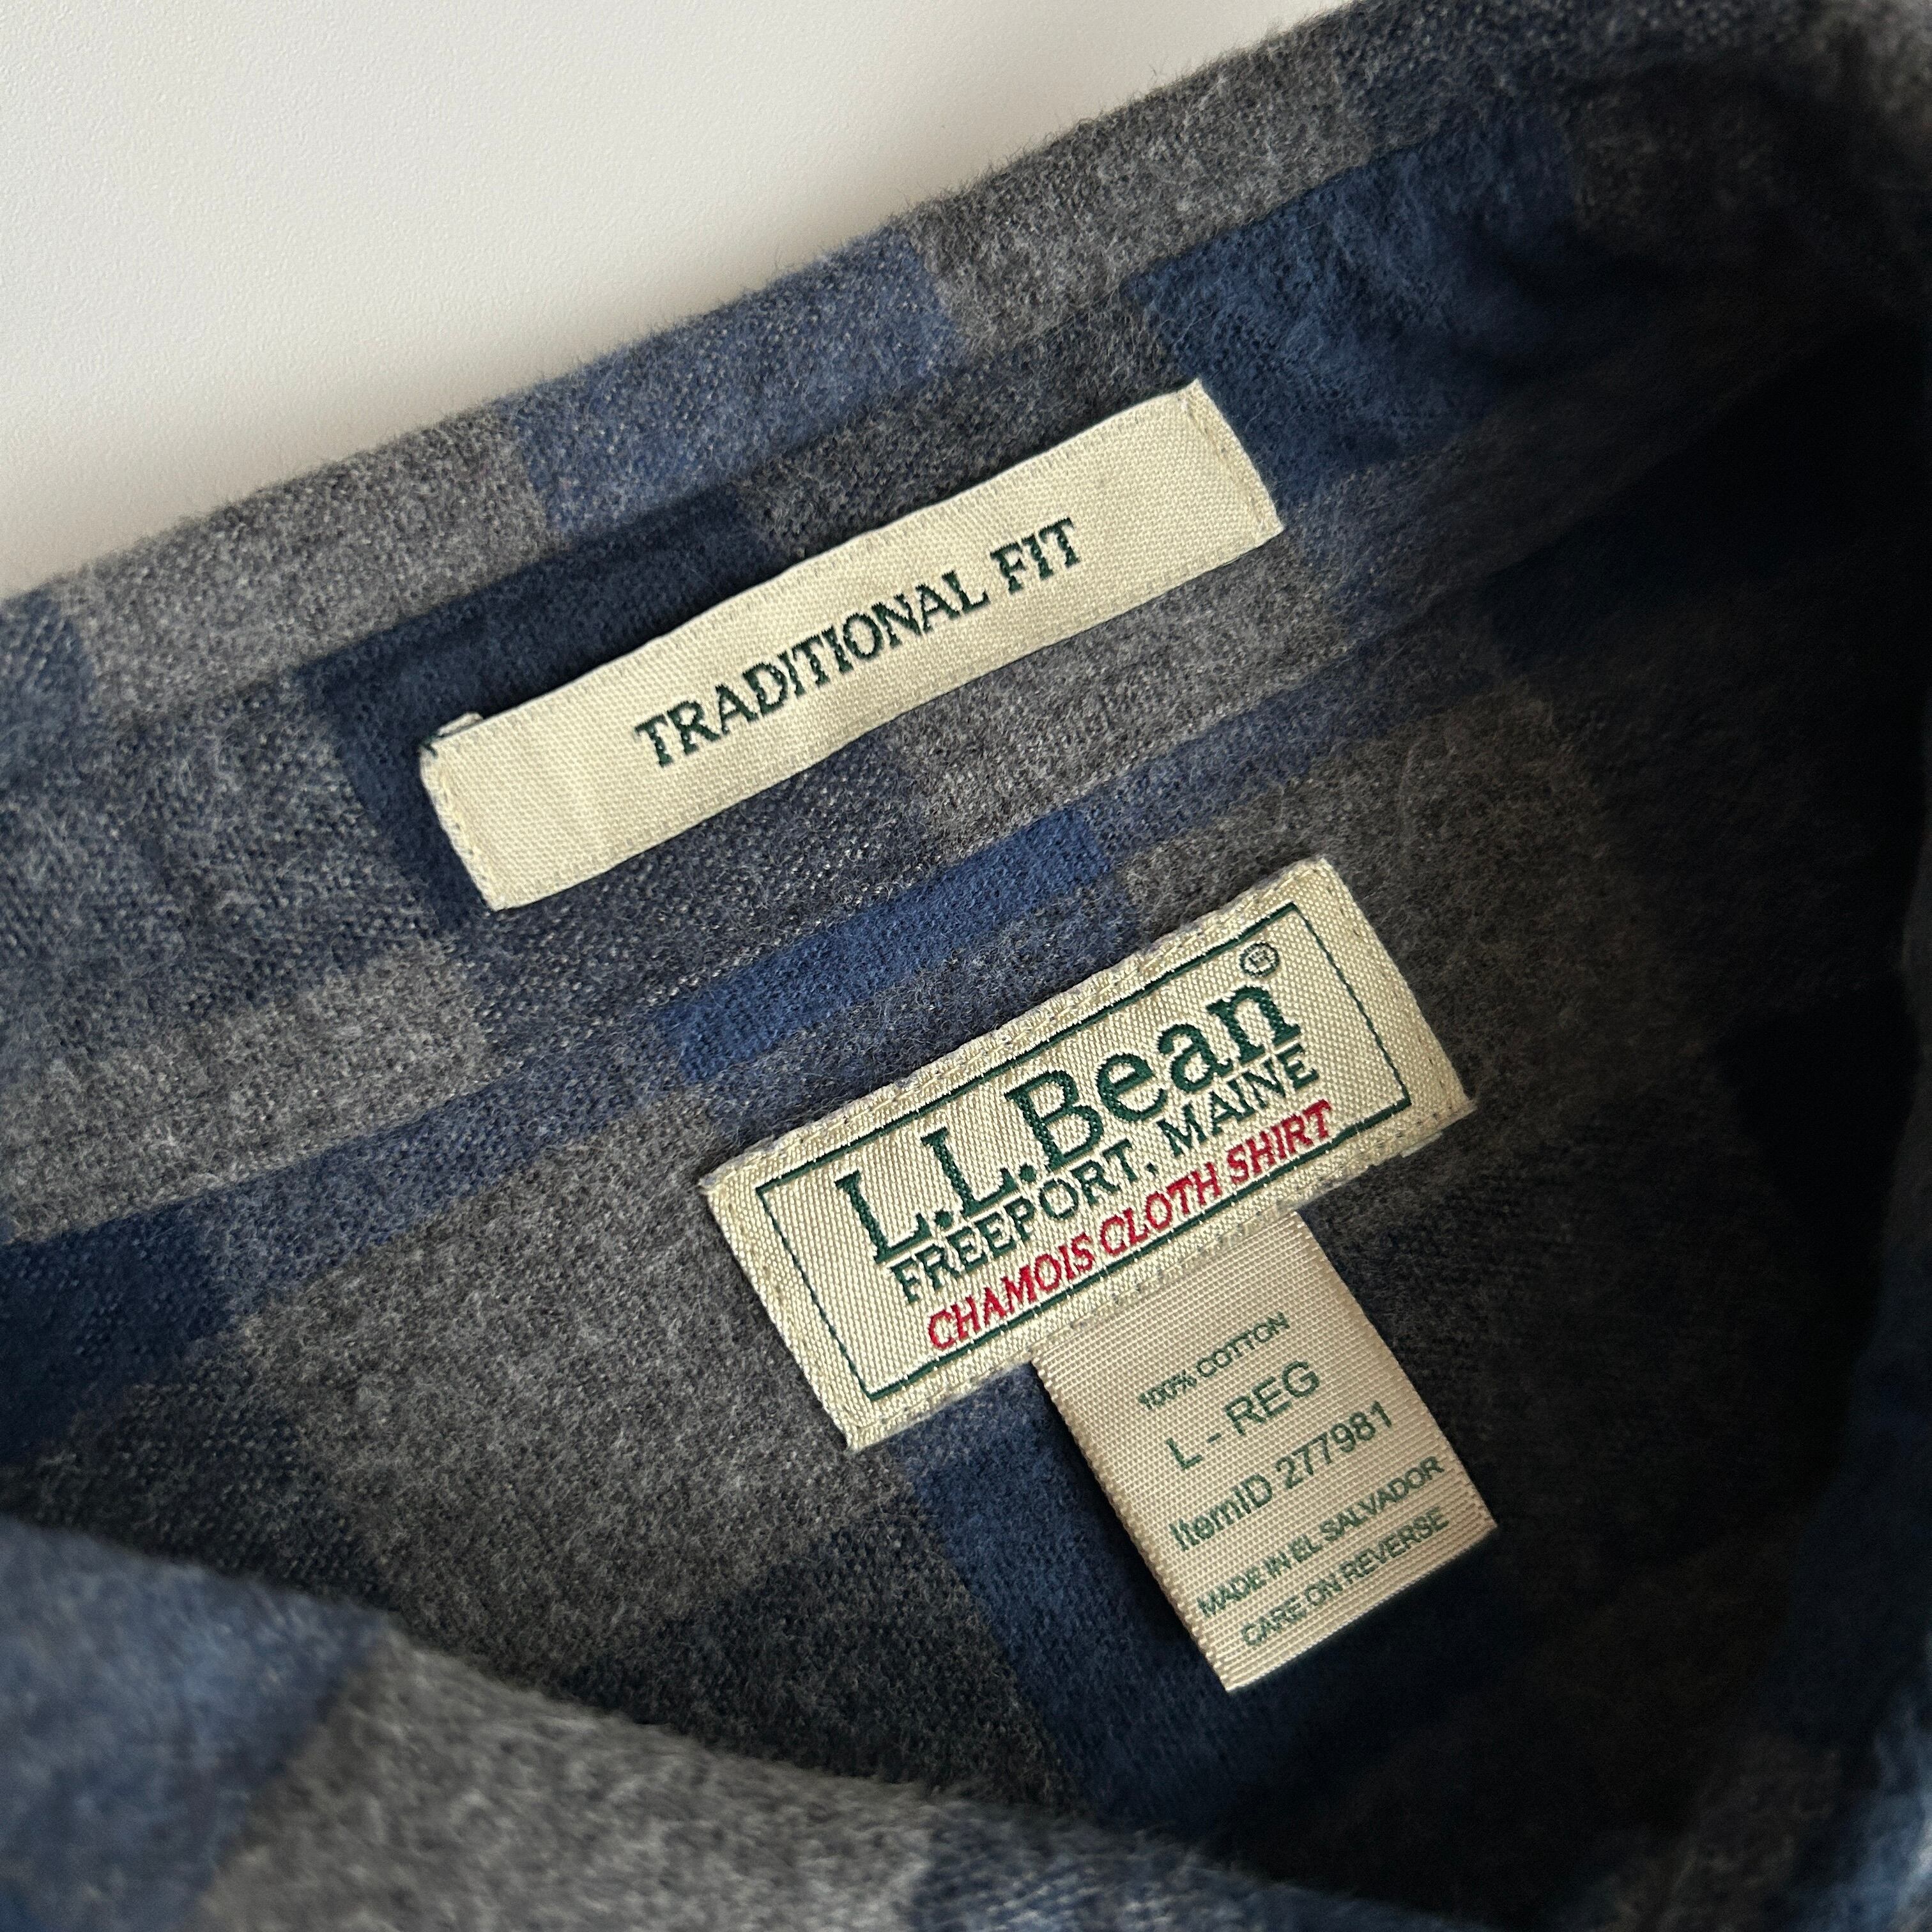 TRADITIONAL FIT
L.L.Bean®
FREEPORT, MAINE
CHAMOIS CLOTH SHIRT
100% COTTON
L - REG
ItemID 277981
MADE IN EL SALVADOR
CARE ON REVERSE